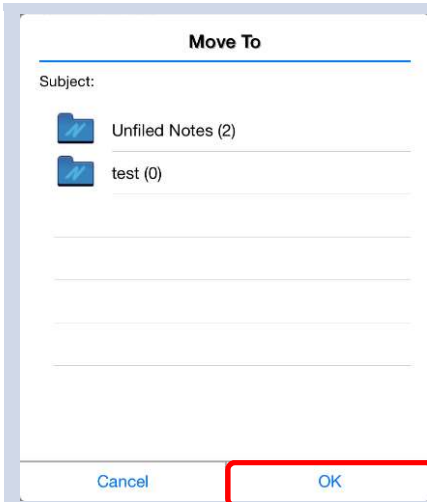 Move To
Subject:
Unfiled Notes (2)
test (0)
Cancel OK